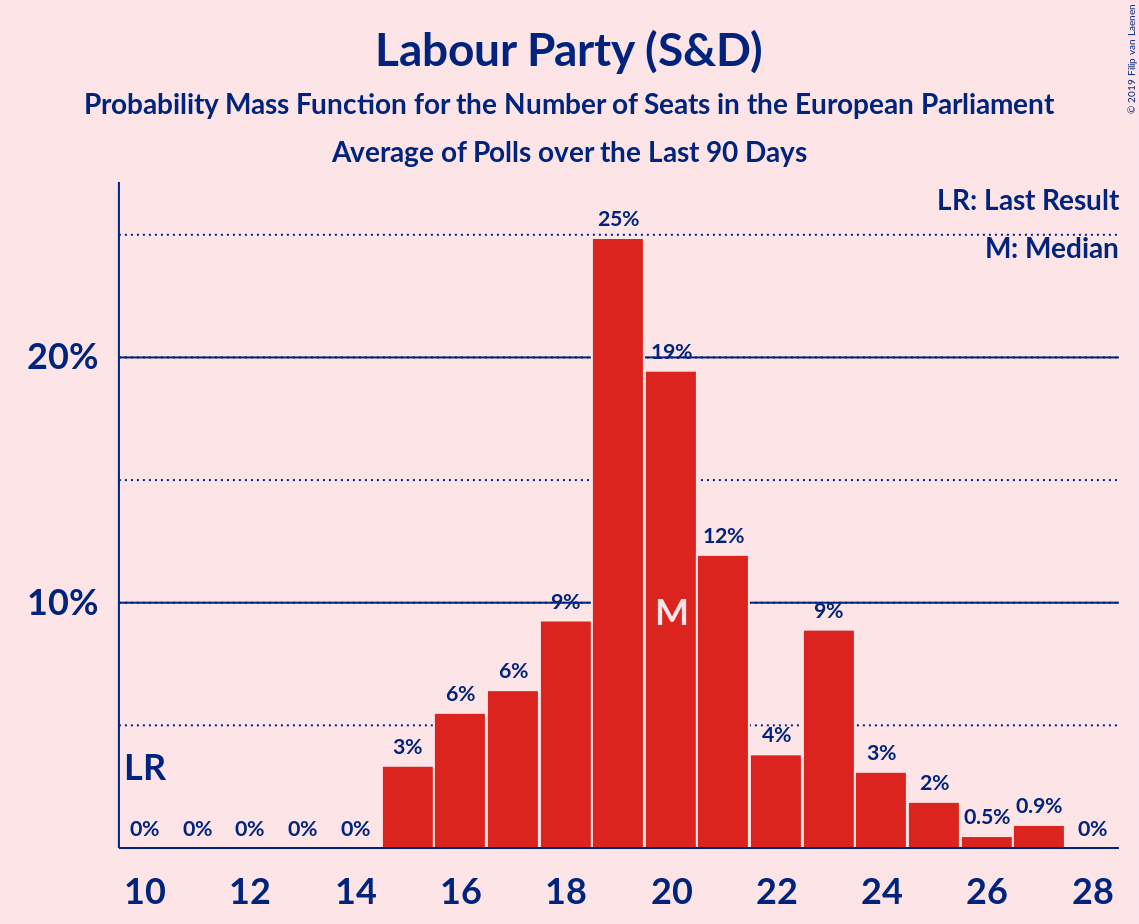 Labour Party (S&D)
Probability Mass Function for the Number of Seats in the European Parliament
Average of Polls over the Last 90 Days
© 2019 Filip van Laenen
LR: Last Result
M: Median
25%
20%
19%
12%
10%
9%
9%
M
6%
6%
4%
3%
3%
2%
0.5%
0.9%
LR
0%
0%
0%
0%
0%
0%
10 12 14 16 18 20 22 24 26 28